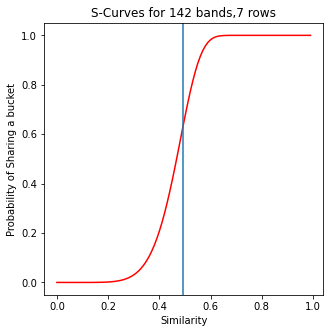 S-Curves for 142 bands,7 rows
Probability of Sharing a bucket
1.0
0.8
0.6
0.4
0.2
0.0
0.0 0.2 0.4 0.6 0.8 1.0
Similarity